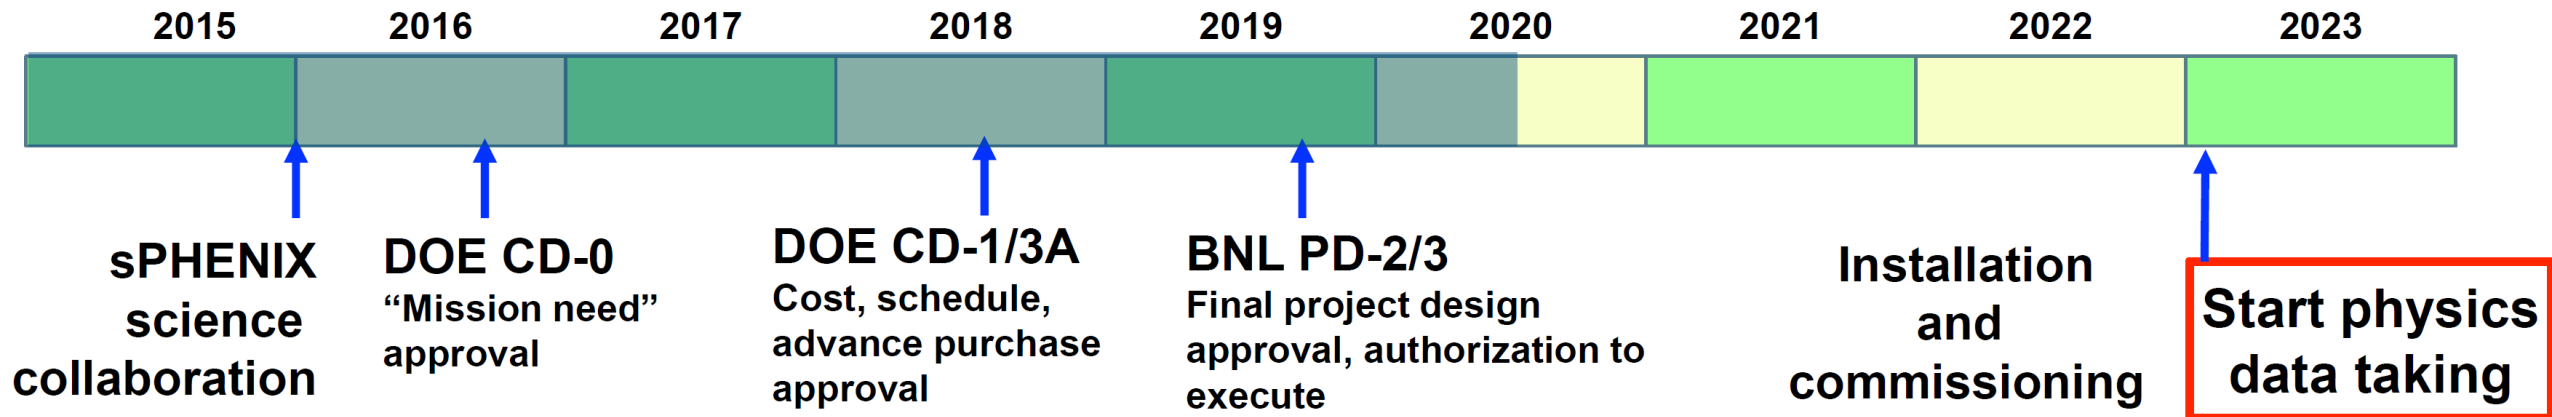 2015 2016 2017 2018 2019 2020 2021 2022 2023
sPHENIX
science
collaboration
DOE CD-0
“Mission need”
approval
DOE CD-1/3A
Cost, schedule,
advance purchase
approval
BNL PD-2/3
Final project design
approval, authorization to
execute
Installation
and
commissioning
Start physics
data taking